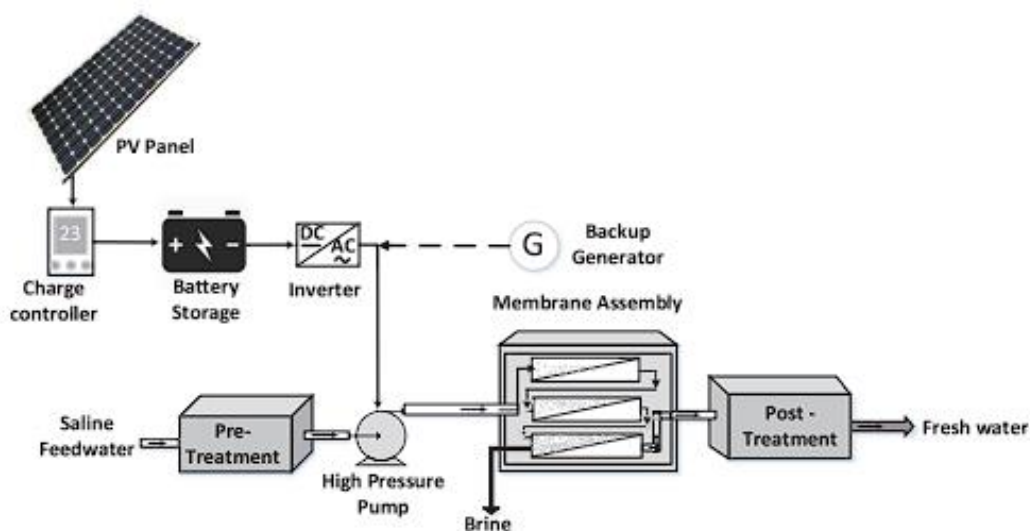 PV Panel
23
Charge
controller
+ -
Battery
Storage
DC
AC
~
Inverter
G
Backup
Generator
Membrane Assembly
Saline
Feedwater
Pre-
Treatment
High Pressure
Pump
Brine
Post -
Treatment
Fresh water